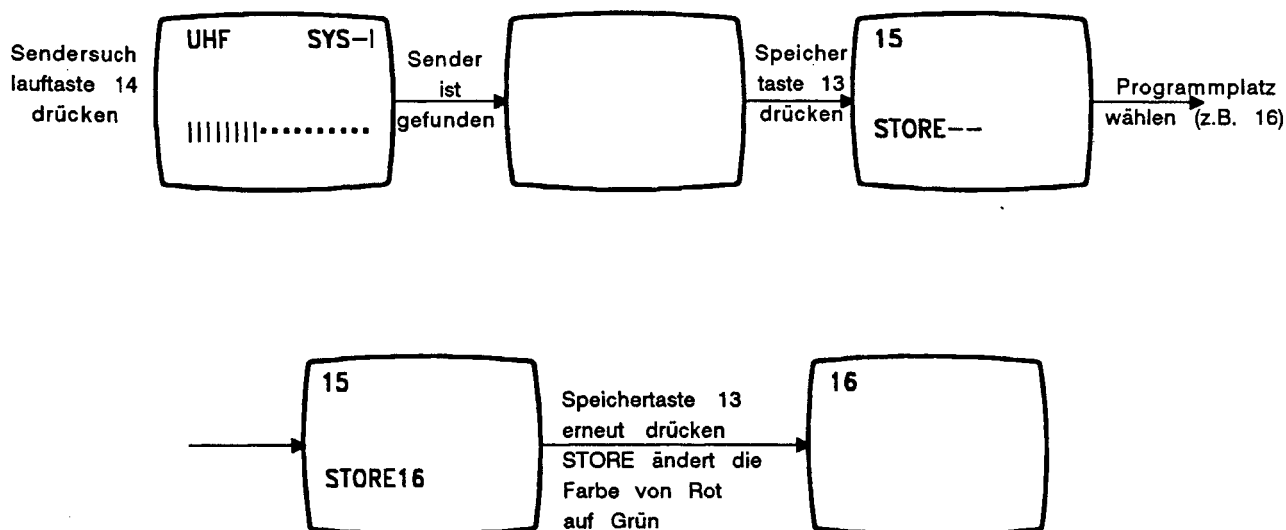 Sendersuch
lauftaste 14
drücken
UHF SYS-I
||||||||··········
Sender
ist
gefunden
Speicher
taste 13
drücken
15
STORE--
Programmplatz
wählen (z.B. 16)
15
STORE16
Speichertaste 13
erneut drücken
STORE ändert die
Farbe von Rot
auf Grün
16